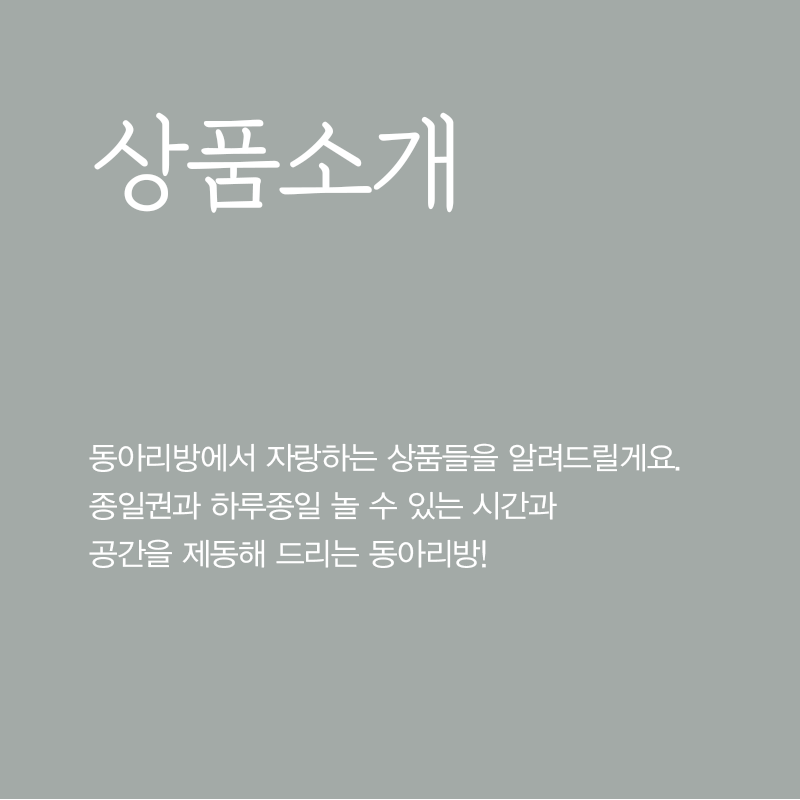 상품소개
동아리방에서 자랑하는 상품들을 알려드릴게요.
종일권과 하루종일 놀 수 있는 시간과
공간을 제동해 드리는 동아리방!